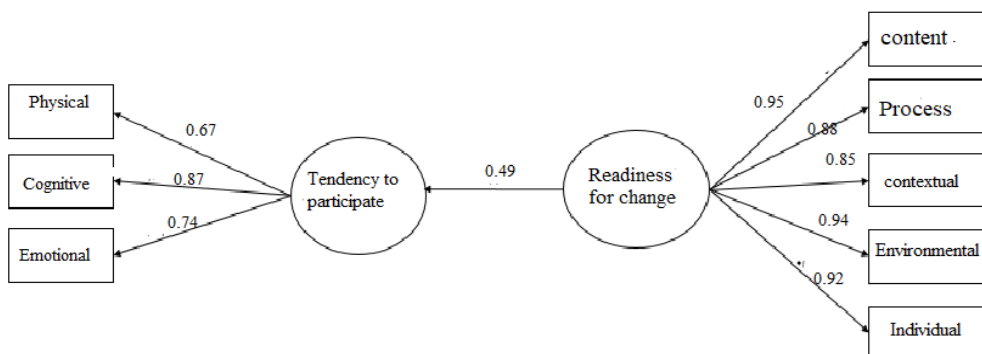 content
Physical
0.95
Process
0.67
0.88
Cognitive
0.87
Tendency to
participate
0.49
Readiness
for change
0.85
contextual
0.74
Emotional
0.94
Environmental
0.92
Individual